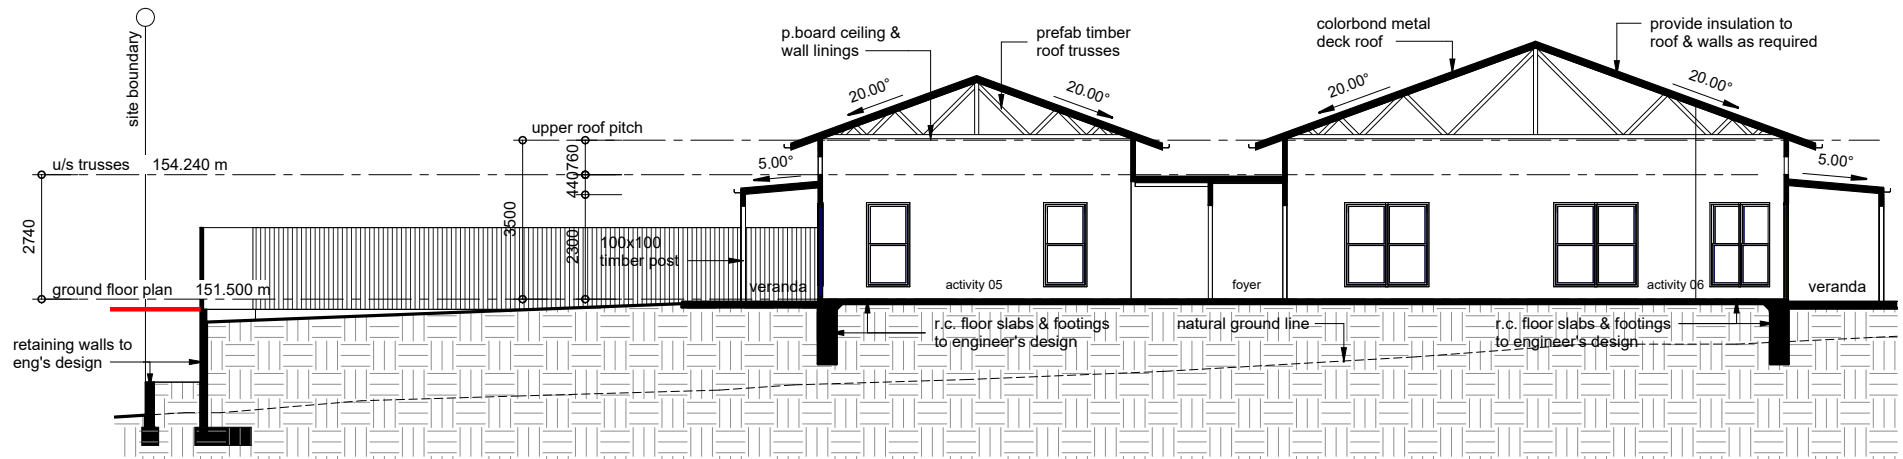 site boundary
p.board ceiling &
wall linings
prefab timber
roof trusses
colorbond metal
deck roof
provide insulation to
roof & walls as required
20.00°
20.00°
20.00°
20.00°
upper roof pitch
u/s trusses 154.240 m
5.00°
5.00°
760
440
2740
3500
2300
100x100
timber post
ground floor plan 151.500 m
veranda
activity 05
foyer
activity 06
veranda
retaining walls to
eng's design
r.c. floor slabs & footings
to engineer's design
natural ground line
r.c. floor slabs & footings
to engineer's design